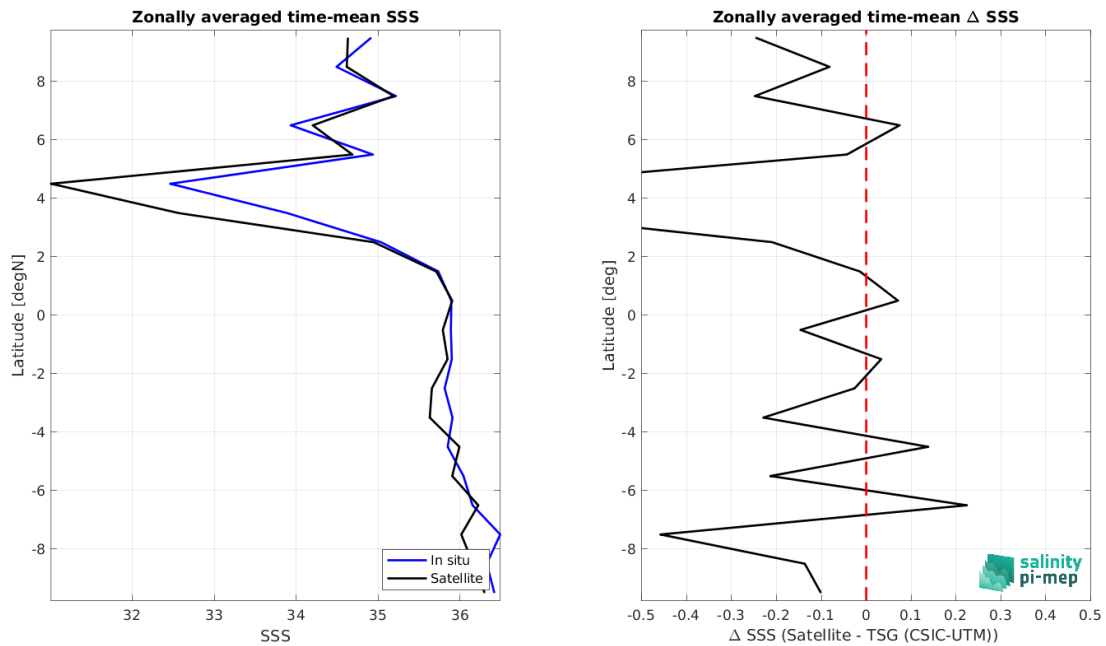 Zonally averaged time-mean SSS
Latitude [degN]
8
6
4
2
0
-2
-4
-6
-8
In situ
Satellite
32
33
34
35
36
SSS
Zonally averaged time-mean Δ SSS
Latitude [deg]
8
6
4
2
0
-2
-4
-6
-8
salinity
pi-mep
-0.5 -0.4 -0.3 -0.2 -0.1 0 0.1 0.2 0.3 0.4 0.5
Δ SSS (Satellite - TSG (CSIC-UTM))